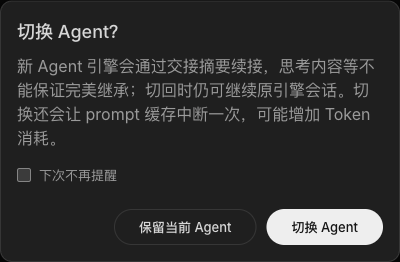 切换 Agent?
新 Agent 引擎会通过交接摘要续接，思考内容等不
能保证完美继承；切回时仍可继续原引擎会话。切
换还会让 prompt 缓存中断一次，可能增加 Token
消耗。
下次不再提醒
保留当前 Agent
切换 Agent